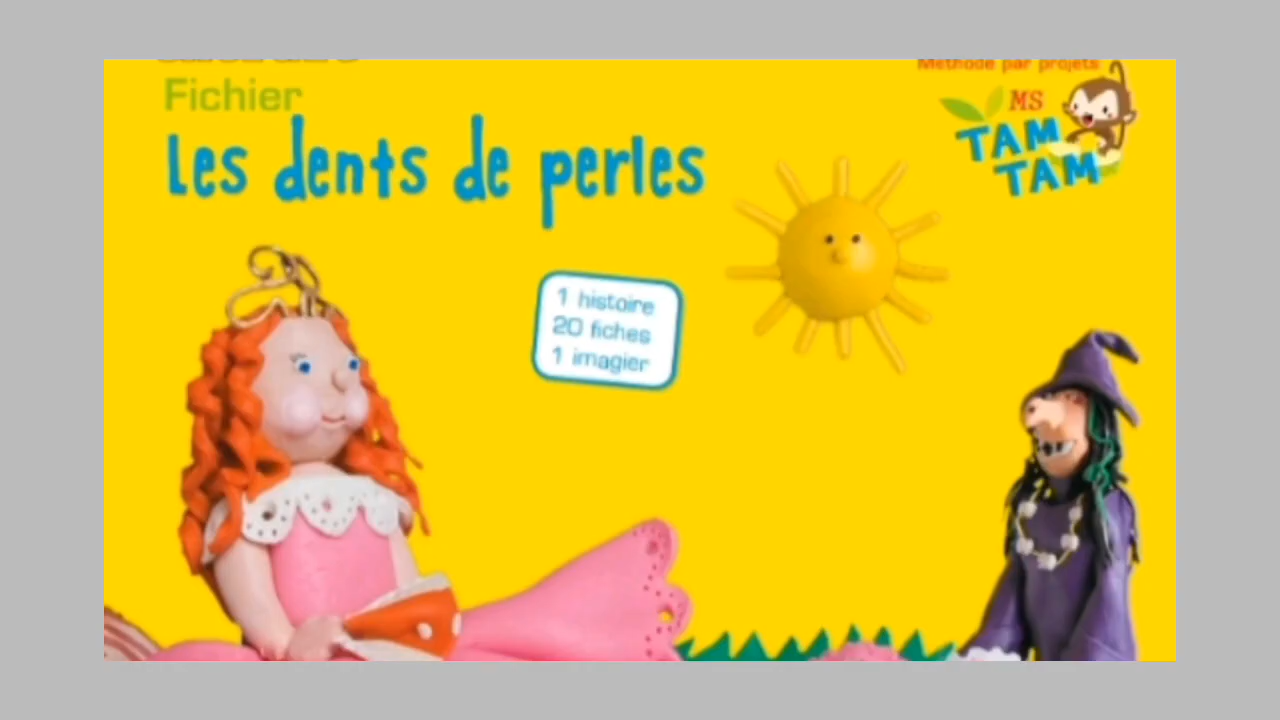 Fichier
Les dents de perles
Méthode par projets
MS
TAM
TAM
1 histoire
20 fiches
1 imagier